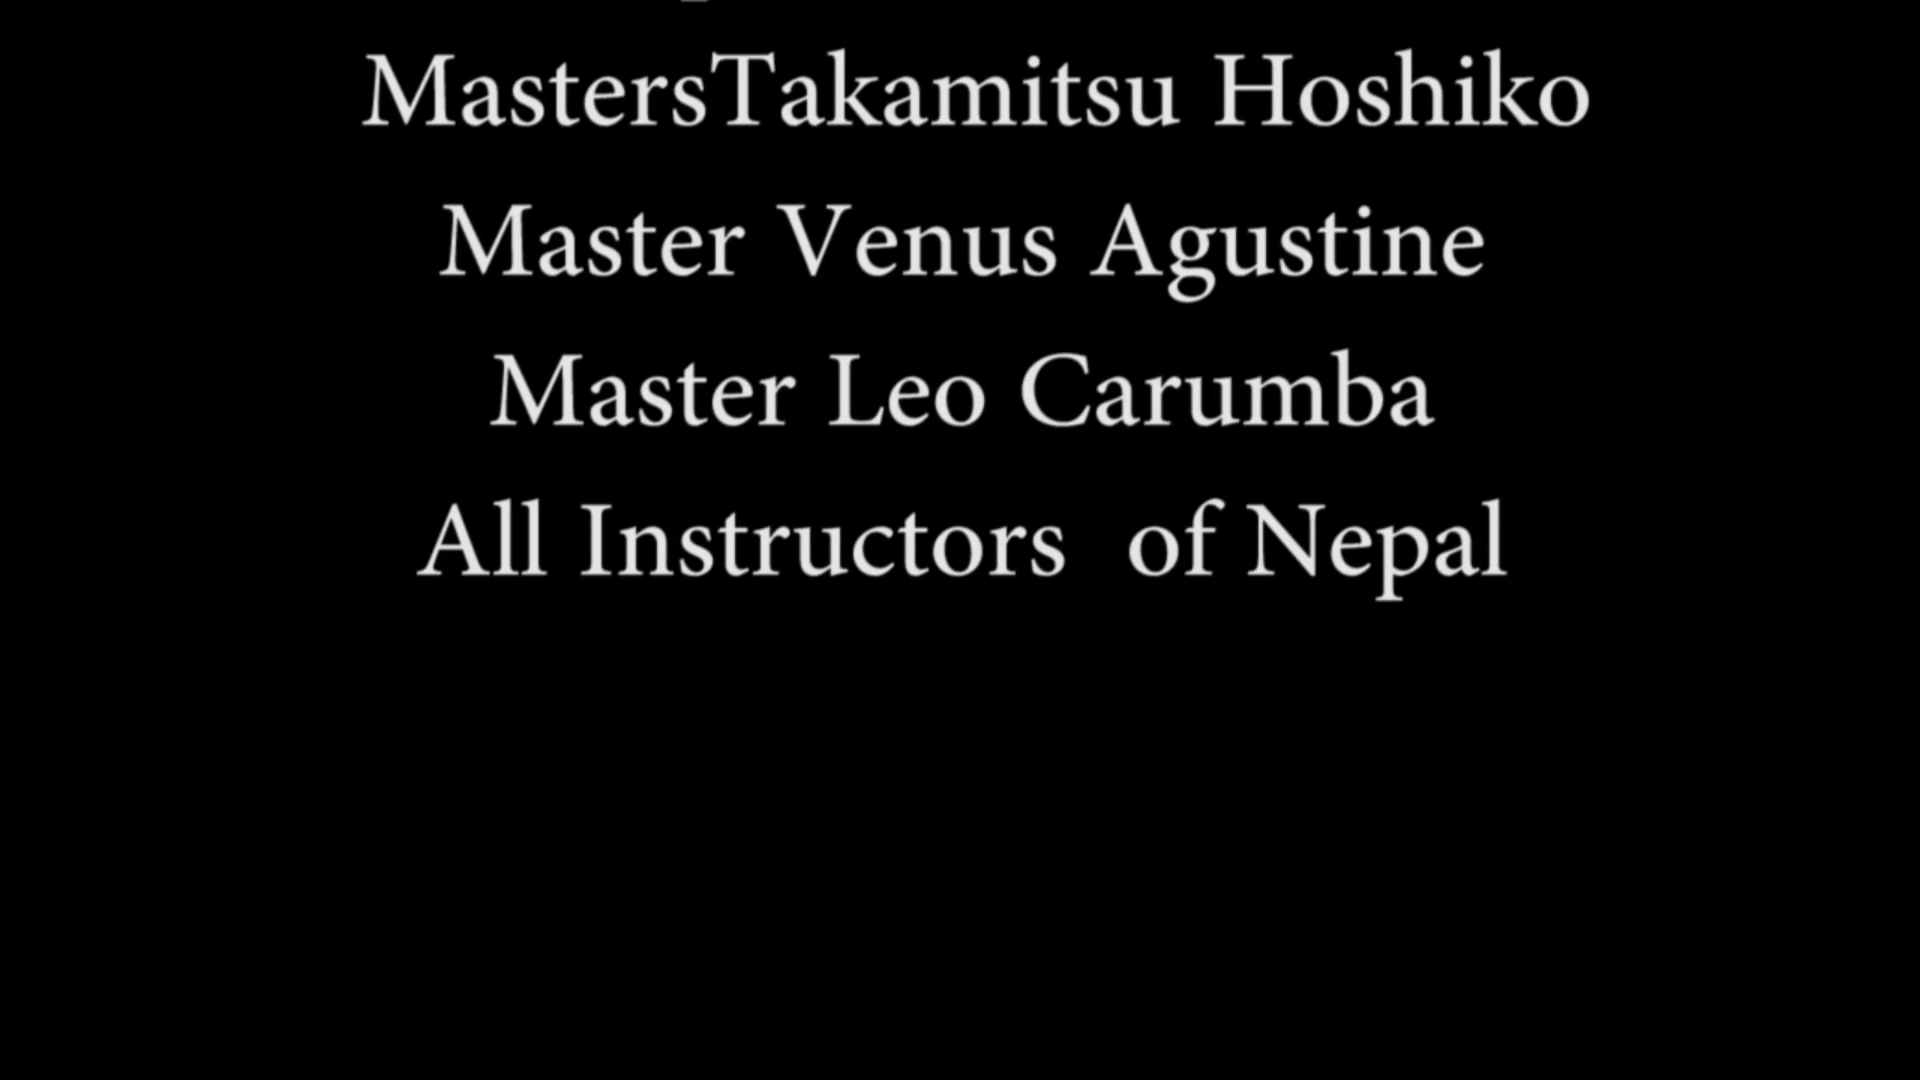 MastersTakamitsu Hoshiko
Master Venus Agustine
Master Leo Carumba
All Instructors  of Nepal